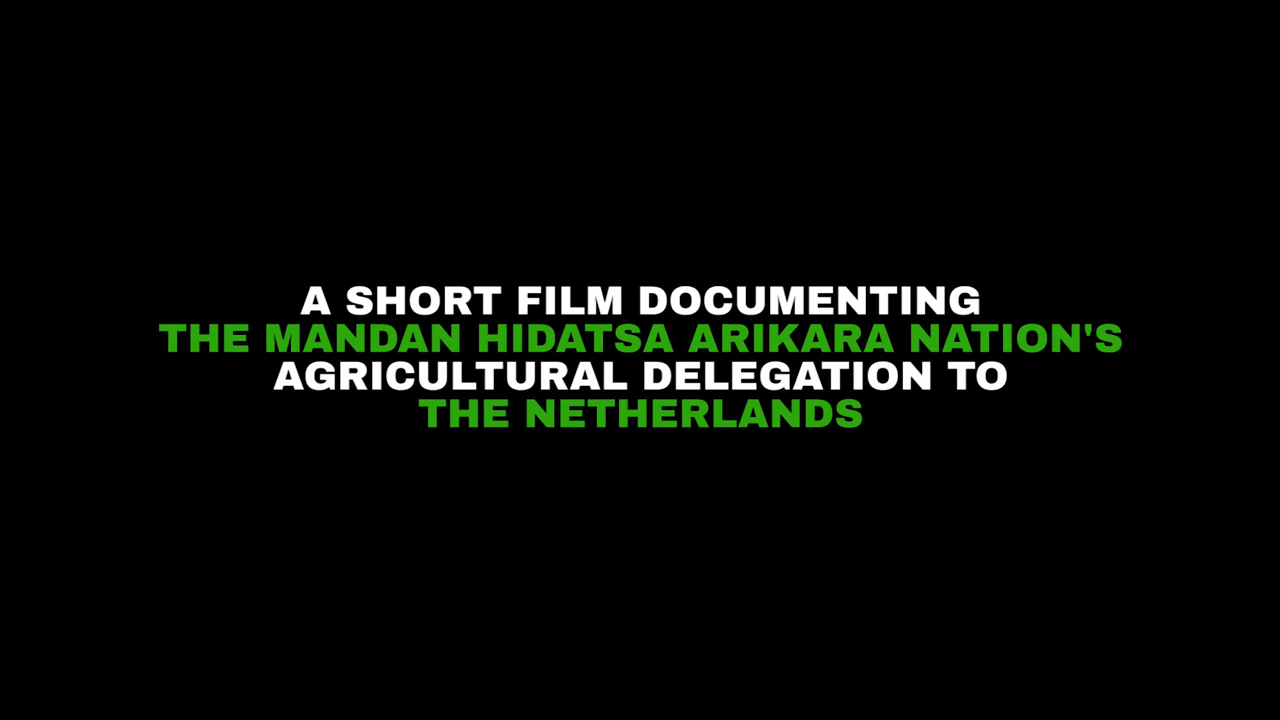 A SHORT FILM DOCUMENTING
THE MANDAN HIDATSA ARIKARA NATION'S
AGRICULTURAL DELEGATION TO
THE NETHERLANDS